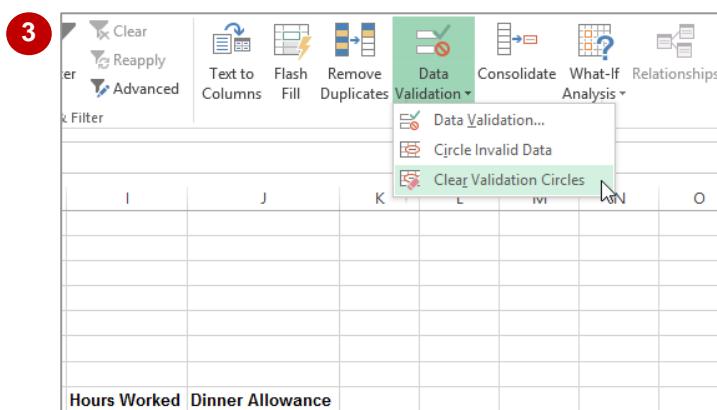 3
Clear
Reapply
Advanced
er
& Filter
Text to
Columns
Flash
Fill
Remove
Duplicates
Data
Validation
Consolidate
What-If
Analysis
Relationships
Data Validation...
Circle Invalid Data
Clear Validation Circles
I J K L M N O
Hours Worked Dinner Allowance